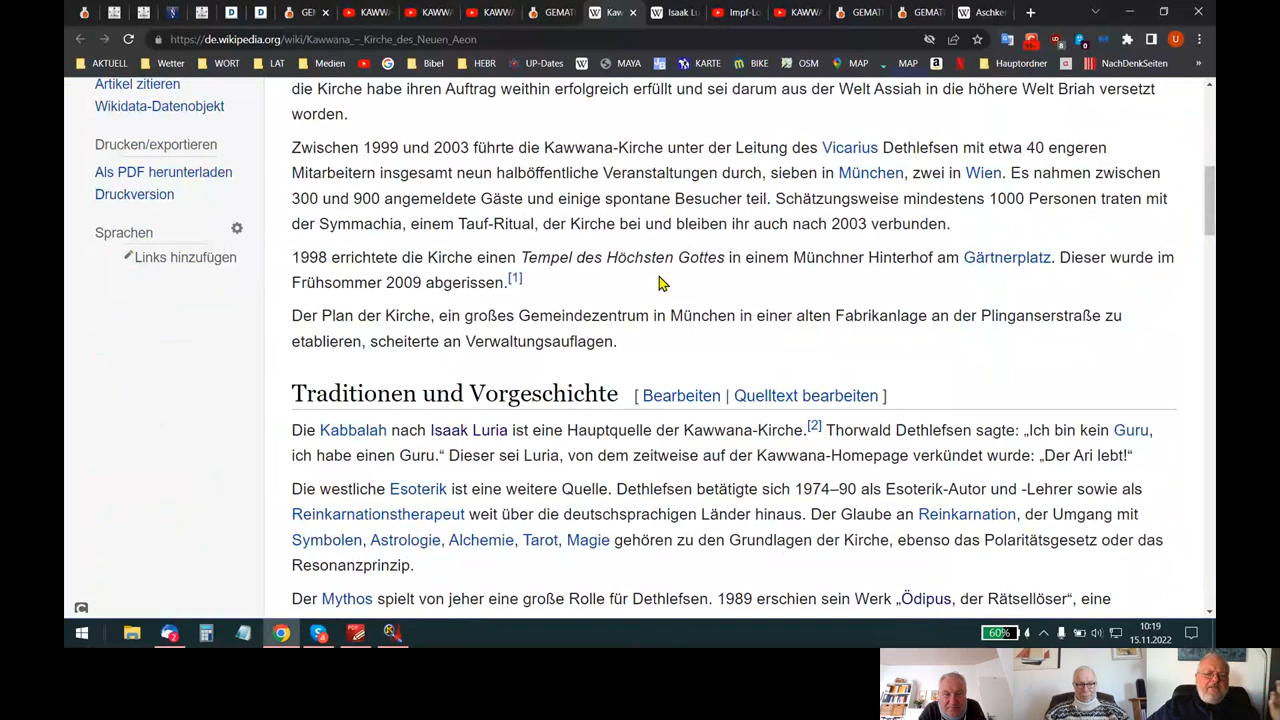 GE
KAWW
KAWW
KAWW
GEMAT
Kaw
Isaak Lu
Impf-Lo
KAWW
GEMAT
GEMAT
Aschke
https://de.wikipedia.org/wiki/Kawwana_–_Kirche_des_Neuen_Aeon
AKTUELL Wetter WORT LAT Medien Bibel HEBR UP-Dates MAYA KARTE BIKE OSM MAP MAP Hauptordner NachDenkSeiten »
Artikel zitieren
Wikidata-Datenobjekt
Drucken/exportieren
Als PDF herunterladen
Druckversion
Sprachen
Links hinzufügen
die Kirche habe ihren Auftrag weithin erfolgreich erfüllt und sei darum aus der Welt Assiah in die höhere Welt Briah versetzt
worden.
Zwischen 1999 und 2003 führte die Kawwana-Kirche unter der Leitung des Vicarius Dethlefsen mit etwa 40 engeren
Mitarbeitern insgesamt neun halböffentliche Veranstaltungen durch, sieben in München, zwei in Wien. Es nahmen zwischen
300 und 900 angemeldete Gäste und einige spontane Besucher teil. Schätzungsweise mindestens 1000 Personen traten mit
der Symmachia, einem Tauf-Ritual, der Kirche bei und bleiben ihr auch nach 2003 verbunden.
1998 errichtete die Kirche einen Tempel des Höchsten Gottes in einem Münchner Hinterhof am Gärtnerplatz. Dieser wurde im
Frühsommer 2009 abgerissen.[1]
Der Plan der Kirche, ein großes Gemeindezentrum in München in einer alten Fabrikanlage an der Plinganserstraße zu
etablieren, scheiterte an Verwaltungsauflagen.
Traditionen und Vorgeschichte [ Bearbeiten | Quelltext bearbeiten ]
Die Kabbalah nach Isaak Luria ist eine Hauptquelle der Kawwana-Kirche.[2] Thorwald Dethlefsen sagte: „Ich bin kein Guru,
ich habe einen Guru.“ Dieser sei Luria, von dem zeitweise auf der Kawwana-Homepage verkündet wurde: „Der Ari lebt!“
Die westliche Esoterik ist eine weitere Quelle. Dethlefsen betätigte sich 1974–90 als Esoterik-Autor und -Lehrer sowie als
Reinkarnationstherapeut weit über die deutschsprachigen Länder hinaus. Der Glaube an Reinkarnation, der Umgang mit
Symbolen, Astrologie, Alchemie, Tarot, Magie gehören zu den Grundlagen der Kirche, ebenso das Polaritätsgesetz oder das
Resonanzprinzip.
Der Mythos spielt von jeher eine große Rolle für Dethlefsen. 1989 erschien sein Werk „Ödipus, der Rätsellöser“, eine
60%
10:19
15.11.2022